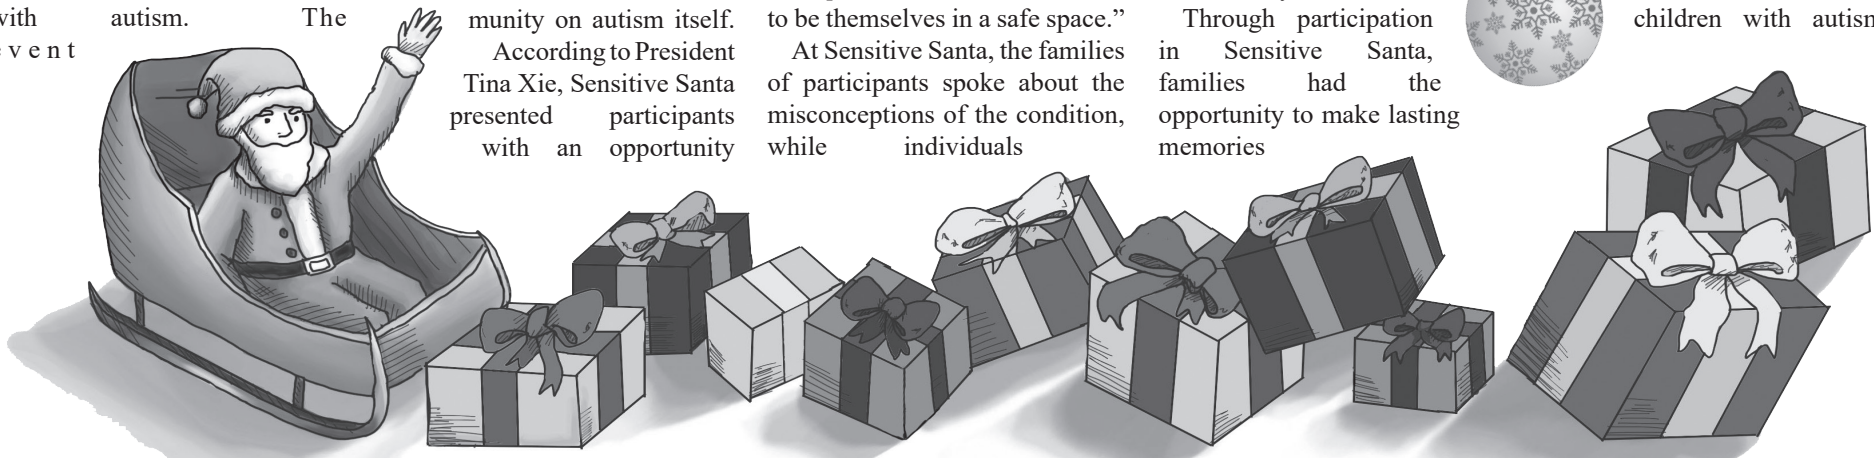 with autism. The
event
munity on autism itself.
According to President
Tina Xie, Sensitive Santa
presented participants
with an opportunity
to be themselves in a safe space.”
At Sensitive Santa, the families
of participants spoke about the
misconceptions of the condition,
while individuals
Through participation
in Sensitive Santa,
families had the
opportunity to make lasting
memories
children with autism